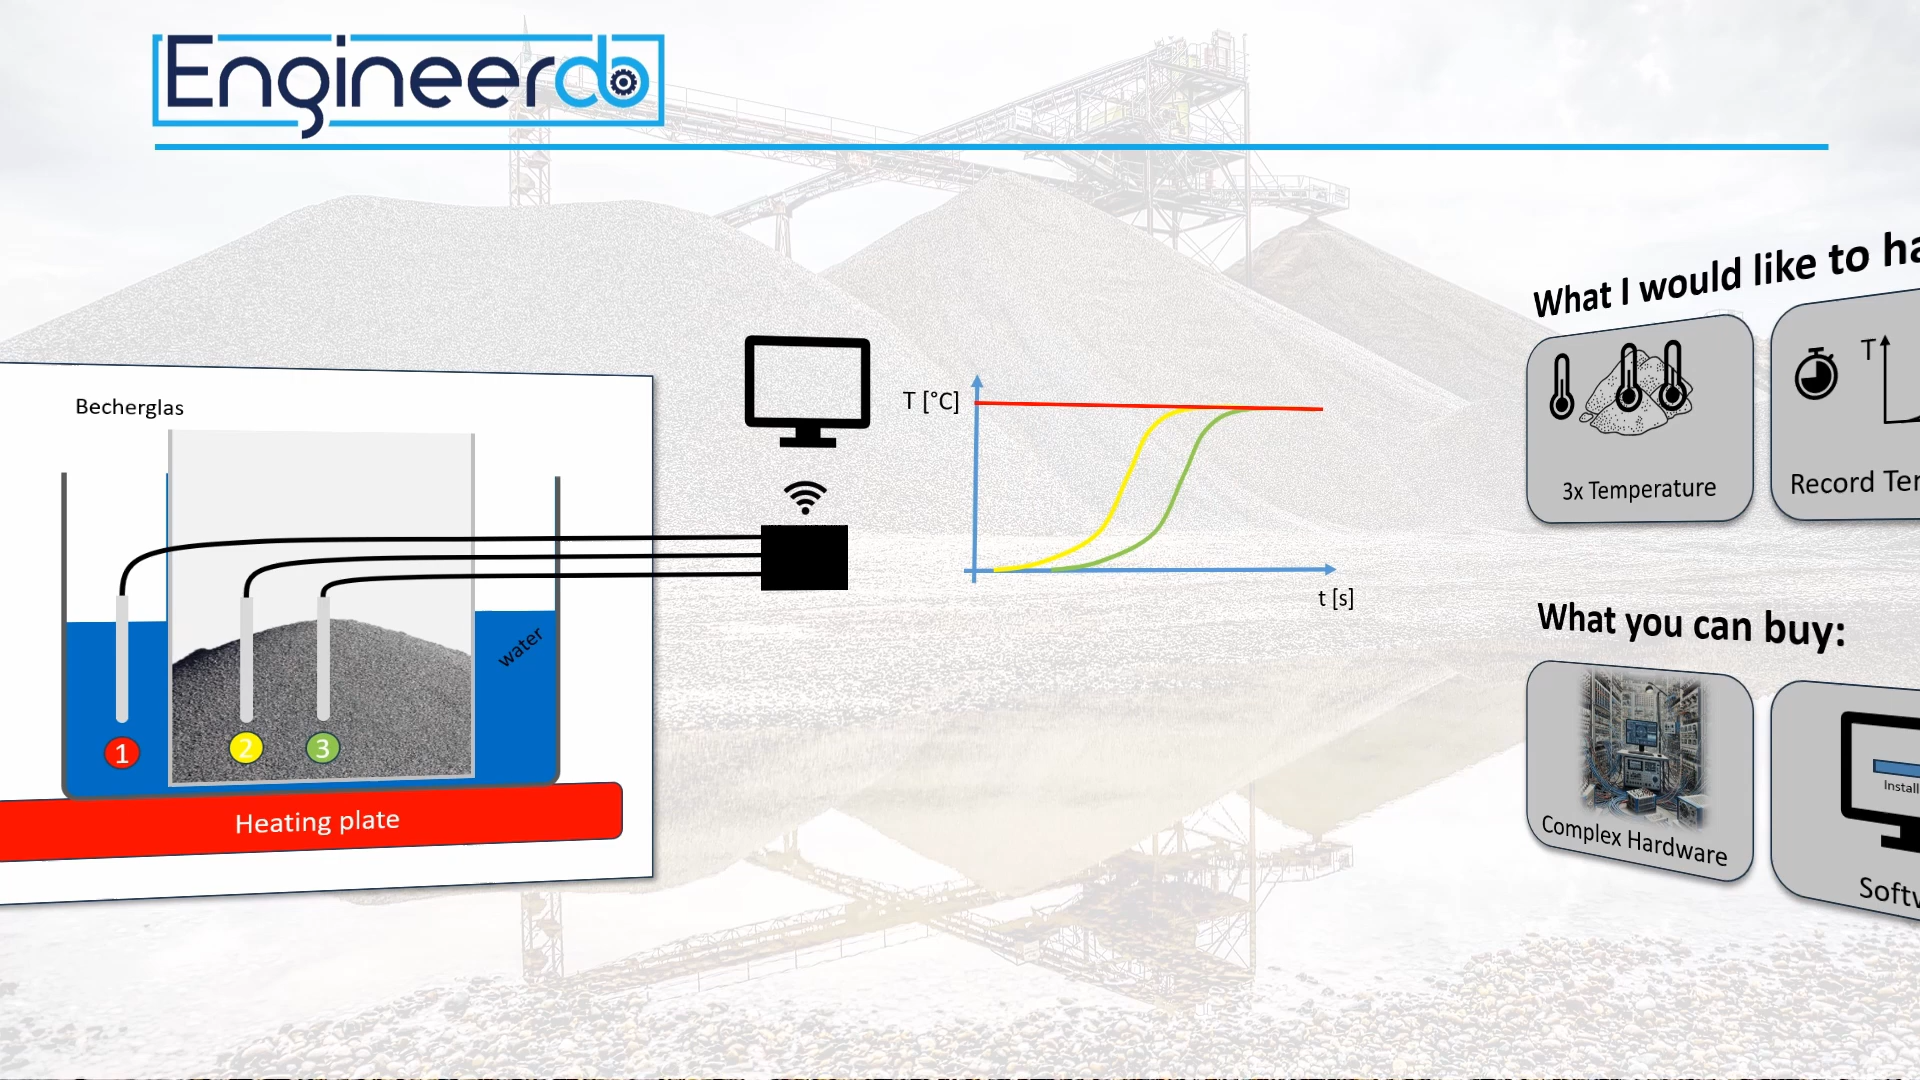 Engineerdo
What I would like to ha
T
3x Temperature
Record Ter
Becherglas
T [°C]
t [s]
water
1
2
3
Heating plate
What you can buy:
Install
Complex Hardware
Softw